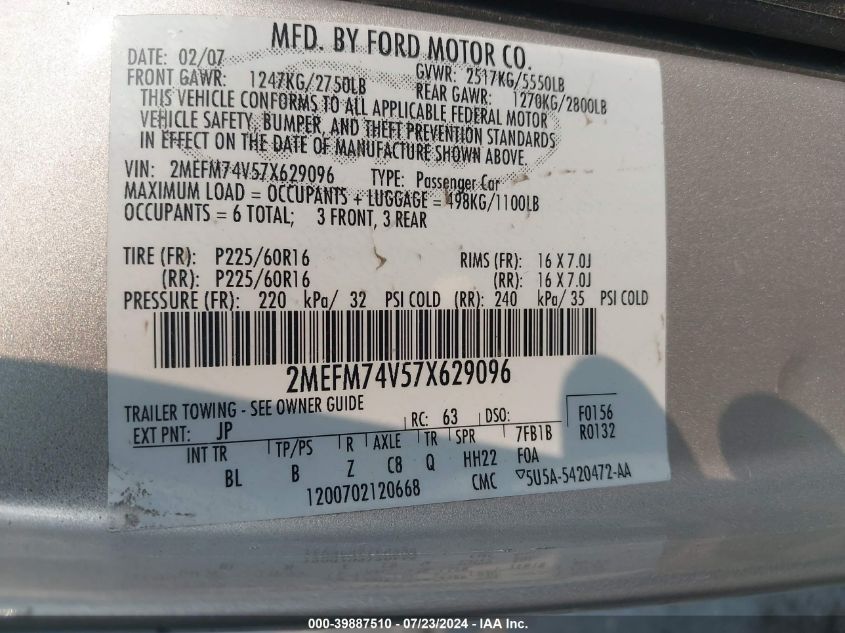 MFD. BY FORD MOTOR CO.
DATE: 02/07 GVWR: 2517KG/5550LB
FRONT GAWR: 1247KG/2750LB REAR GAWR: 1270KG/2800LB
THIS VEHICLE CONFORMS TO ALL APPLICABLE FEDERAL MOTOR
VEHICLE SAFETY, BUMPER, AND THEFT PREVENTION STANDARDS
IN EFFECT ON THE DATE OF MANUFACTURE SHOWN ABOVE.
VIN: 2MEFM74V57X629096 TYPE: Passenger Car
MAXIMUM LOAD = OCCUPANTS + LUGGAGE = 498KG/1100LB
OCCUPANTS = 6 TOTAL; 3 FRONT, 3 REAR
TIRE (FR): P225/60R16 RIMS (FR): 16 X 7.0J
(RR): P225/60R16 (RR): 16 X 7.0J
PRESSURE (FR): 220 kPa/ 32 PSI COLD (RR): 240 kPa/ 35 PSI COLD
2MEFM74V57X629096
TRAILER TOWING - SEE OWNER GUIDE
EXT PNT: JP RC: 63 DSO: F0156
R0132
INT TR TP/PS R AXLE TR SPR 7FB1B
BL B Z C8 Q HH22 FOA
1200702120668 CMC ▽5U5A-5420472-AA
000-39887510 - 07/23/2024 - IAA Inc.